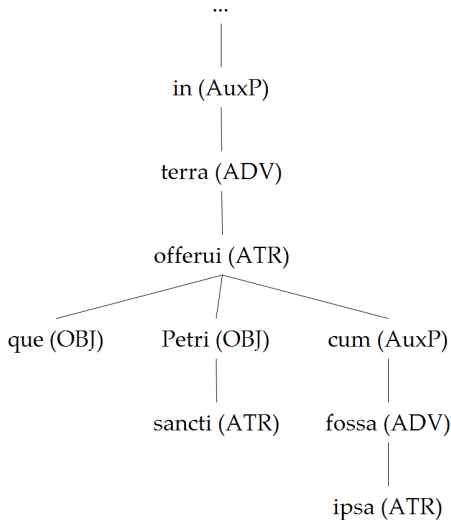 ...
in (AuxP)
terra (ADV)
offerui (ATR)
que (OBJ) Petri (OBJ) cum (AuxP)
sancti (ATR) fossa (ADV)
ipsa (ATR)